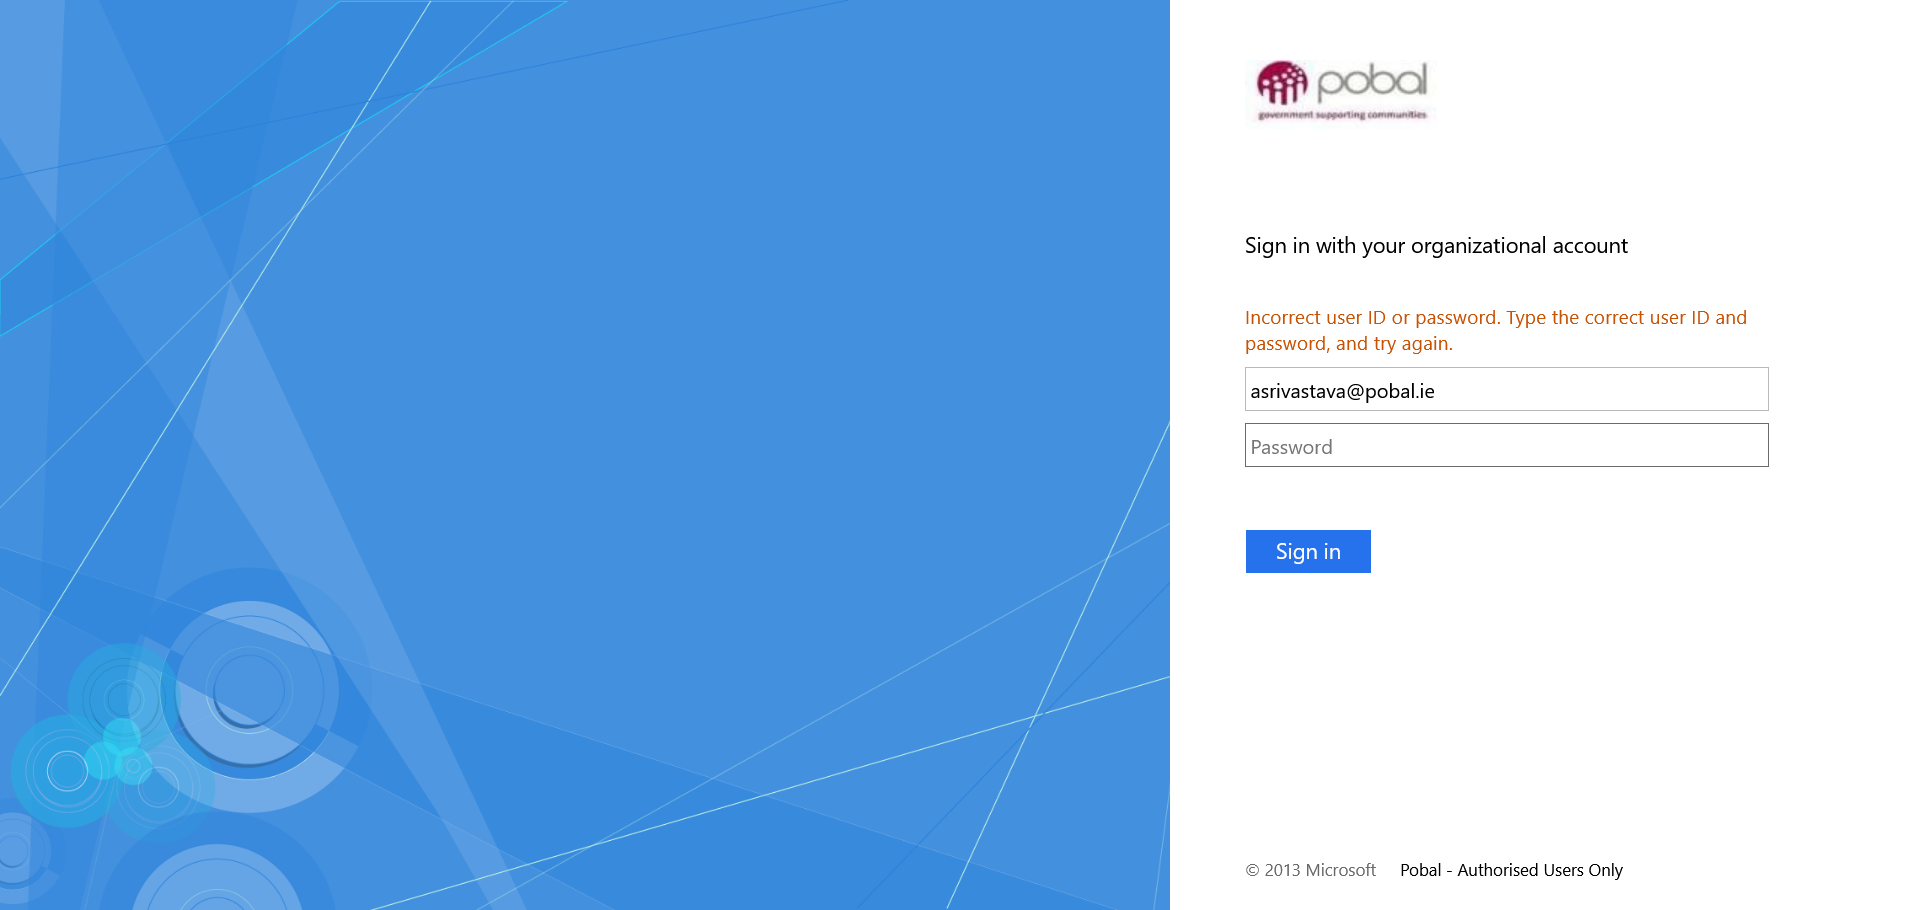 pobal
government supporting communities
Sign in with your organizational account
Incorrect user ID or password. Type the correct user ID and
password, and try again.
asrivastava@pobal.ie
Password
Sign in
© 2013 Microsoft Pobal - Authorised Users Only